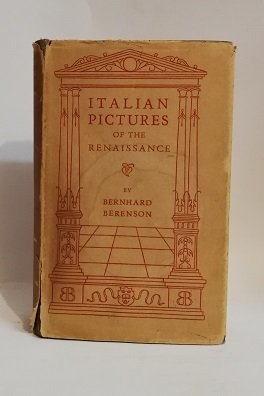 ITALIAN
PICTURES
OF THE
RENAISSANCE
BY
BERNHARD
BERENSON